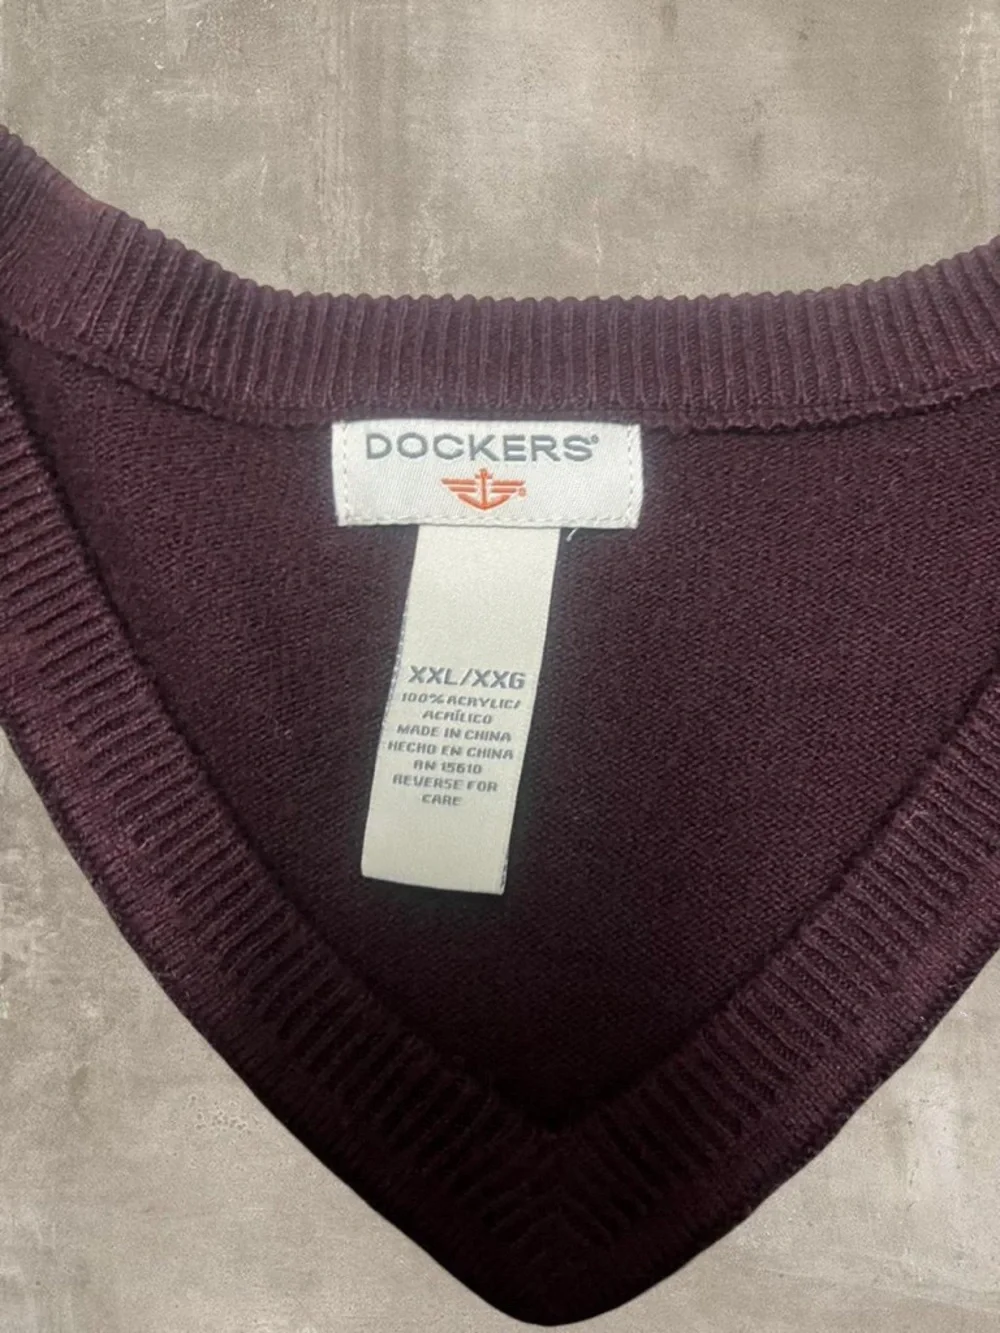 DOCKERS®
®
XXL/XXG
100% ACRYLIC/
ACRÍLICO
MADE IN CHINA
HECHO EN CHINA
RN 15610
REVERSE FOR
CARE